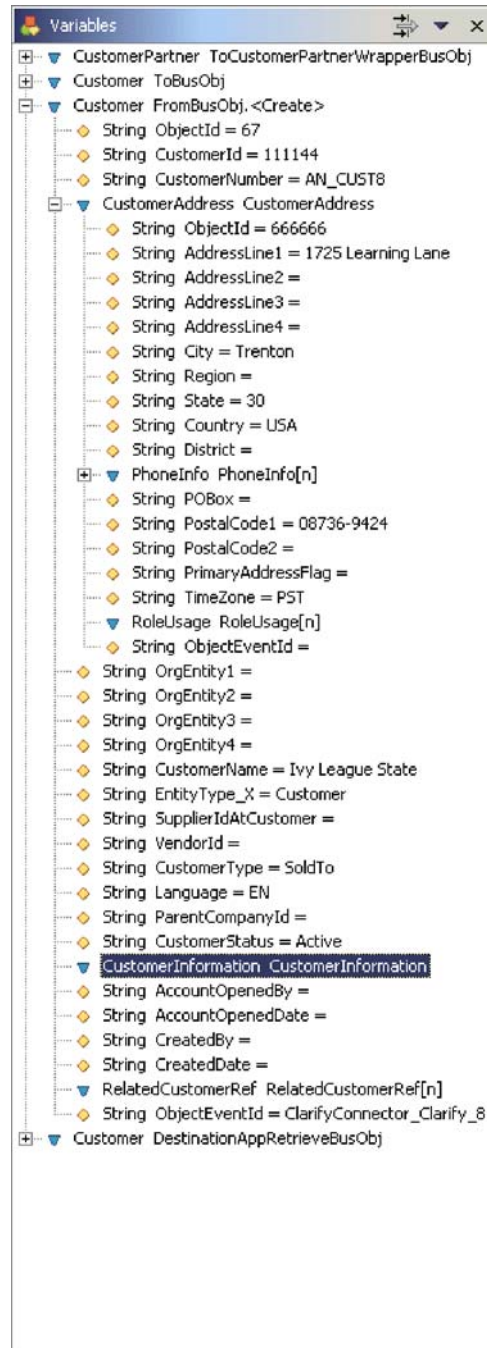 Variables
CustomerPartner ToCustomerPartnerWrapperBusObj
Customer ToBusObj
Customer FromBusObj.<Create>
String ObjectId = 67
String CustomerId = 111144
String CustomerNumber = AN_CUST8
CustomerAddress CustomerAddress
String ObjectId = 666666
String AddressLine1 = 1725 Learning Lane
String AddressLine2 =
String AddressLine3 =
String AddressLine4 =
String City = Trenton
String Region =
String State = 30
String Country = USA
String District =
PhoneInfo PhoneInfo[n]
String POBox =
String PostalCode1 = 08736-9424
String PostalCode2 =
String PrimaryAddressFlag =
String TimeZone = PST
RoleUsage RoleUsage[n]
String ObjectEventId =
String OrgEntity1 =
String OrgEntity2 =
String OrgEntity3 =
String OrgEntity4 =
String CustomerName = Ivy League State
String EntityType_X = Customer
String SupplierIdAtCustomer =
String VendorId =
String CustomerType = SoldTo
String Language = EN
String ParentCompanyId =
String CustomerStatus = Active
CustomerInformation CustomerInformation
String AccountOpenedBy =
String AccountOpenedDate =
String CreatedBy =
String CreatedDate =
RelatedCustomerRef RelatedCustomerRef[n]
String ObjectEventId = ClarifyConnector_Clarify_8
Customer DestinationAppRetrieveBusObj